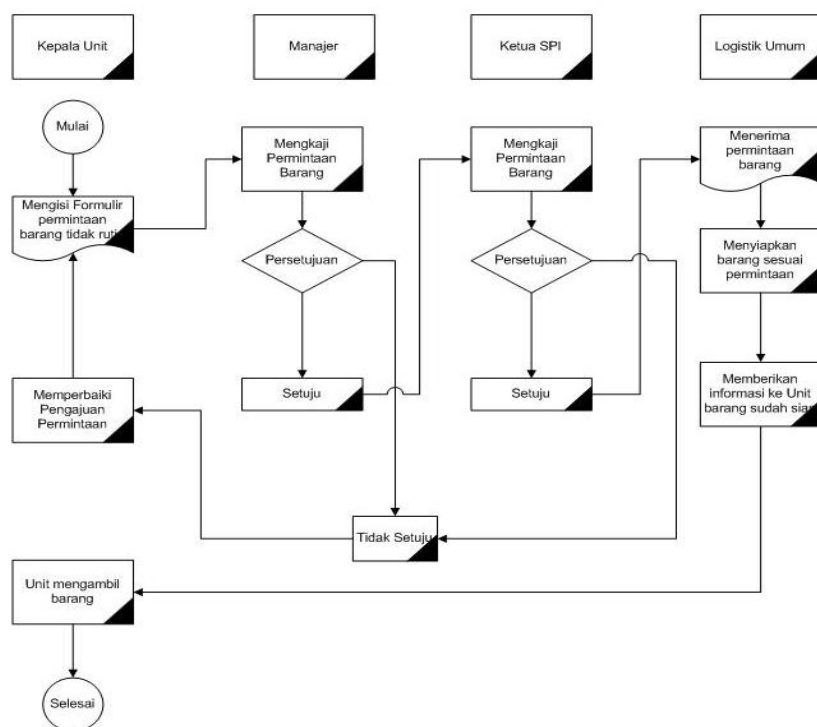 Kepala Unit
Manajer
Ketua SPI
Logistik Umum
Mulai
Mengisi Formulir
permintaan
barang tidak ruti
Mengkaji
Permintaan
Barang
Mengkaji
Permintaan
Barang
Menerima
permintaan
barang
Persetujuan
Persetujuan
Menyiapkan
barang sesuai
permintaan
Memperbaiki
Pengajuan
Permintaan
Setuju
Setuju
Memberikan
informasi ke Unit
barang sudah siap
Tidak Setuju
Unit mengambil
barang
Selesai